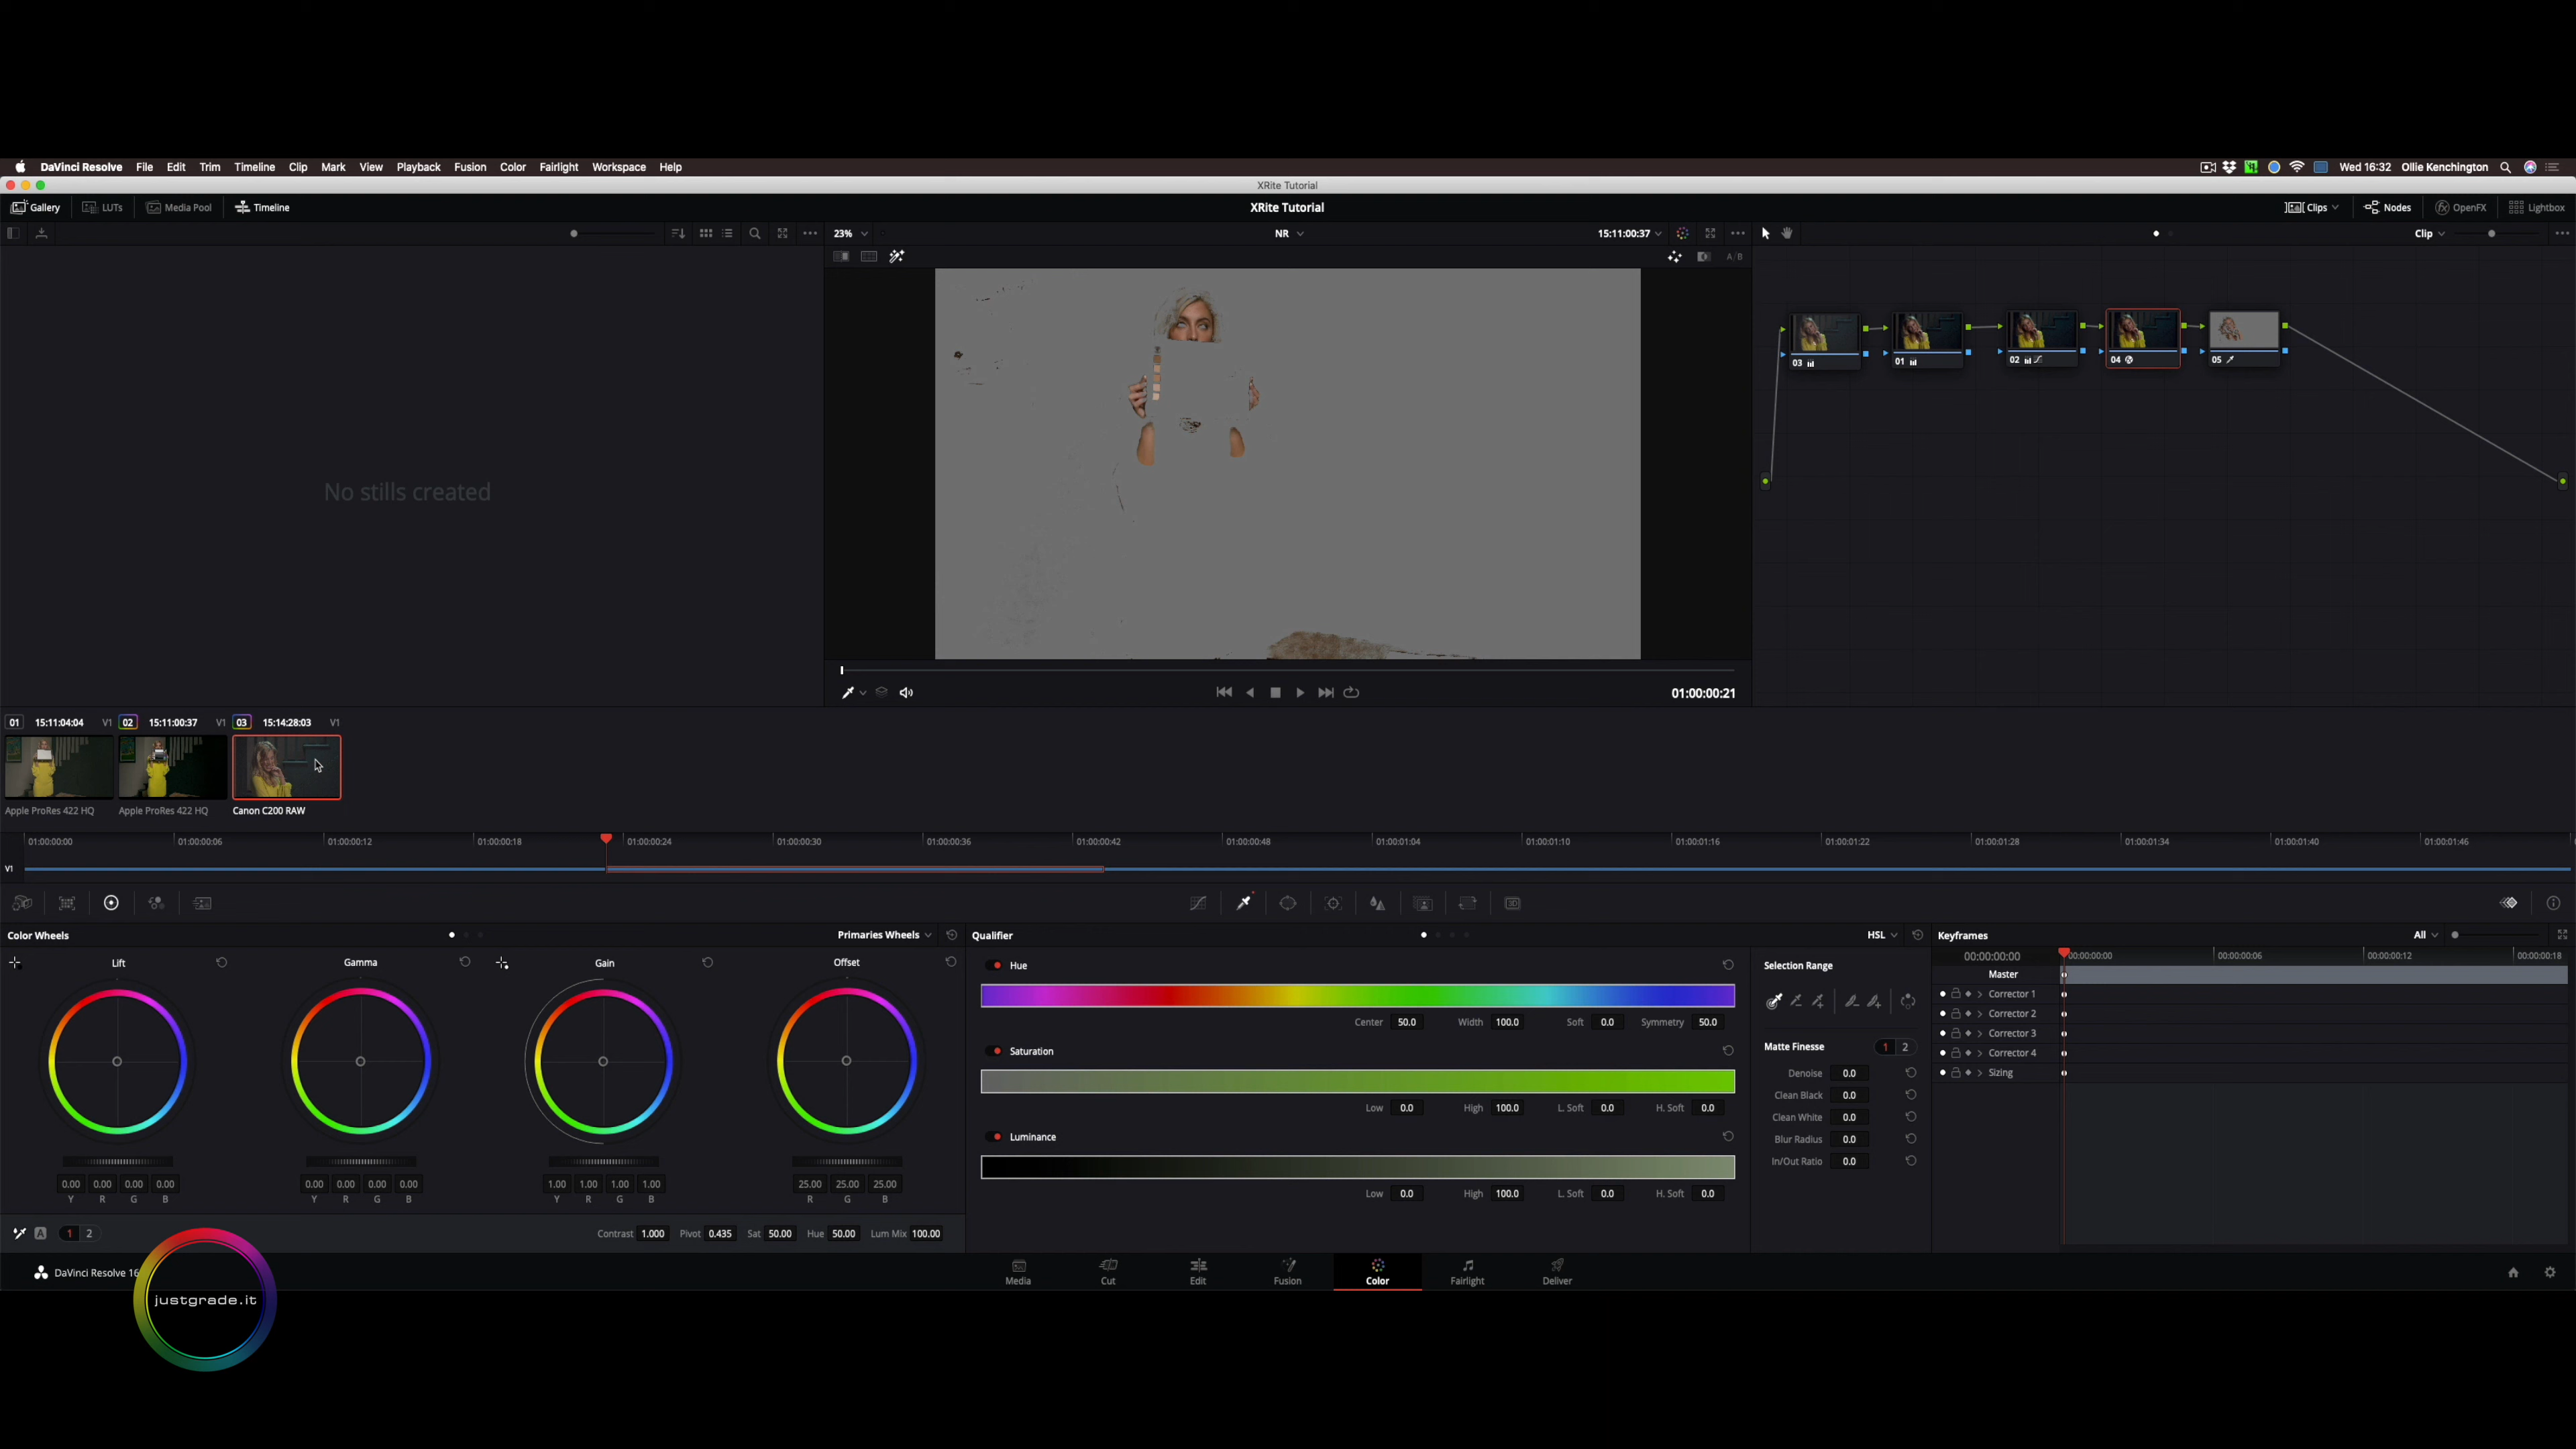 DaVinci Resolve File Edit Trim Timeline Clip Mark View Playback Fusion Color Fairlight Workspace Help Wed 16:32 Ollie Kenchington
XRite Tutorial
Gallery LUTs Media Pool Timeline XRite Tutorial Clips Nodes OpenFX Lightbox
23% NR 15:11:00:37 Clip
A/B
03 01 02 04 05
No stills created
01:00:00:21
01 15:11:04:04 V1 02 15:11:00:37 V1 03 15:14:28:03 V1
Apple ProRes 422 HQ Apple ProRes 422 HQ Canon C200 RAW
01:00:00:00 01:00:00:06 01:00:00:12 01:00:00:18 01:00:00:24 01:00:00:30 01:00:00:36 01:00:00:42 01:00:00:48 01:00:01:04 01:00:01:10 01:00:01:16 01:00:01:22 01:00:01:28 01:00:01:34 01:00:01:40 01:00:01:46
V1
Color Wheels Primaries Wheels Qualifier HSL Keyframes All
Lift Gamma Gain Offset Hue Selection Range 00:00:00:00 00:00:00:00 00:00:00:06 00:00:00:12 00:00:00:18
Master
Corrector 1
Center 50.0 Width 100.0 Soft 0.0 Symmetry 50.0 Corrector 2
Corrector 3
Saturation Matte Finesse 1 2 Corrector 4
Denoise 0.0 Sizing
Clean Black 0.0
Low 0.0 High 100.0 L. Soft 0.0 H. Soft 0.0 Clean White 0.0
Luminance Blur Radius 0.0
In/Out Ratio 0.0
0.00 0.00 0.00 0.00 0.00 0.00 0.00 0.00 1.00 1.00 1.00 1.00 25.00 25.00 25.00 Low 0.0 High 100.0 L. Soft 0.0 H. Soft 0.0
Y R G B Y R G B Y R G B R G B
A 1 2 Contrast 1.000 Pivot 0.435 Sat 50.00 Hue 50.00 Lum Mix 100.00
DaVinci Resolve 16 Media Cut Edit Fusion Color Fairlight Deliver
justgrade.it